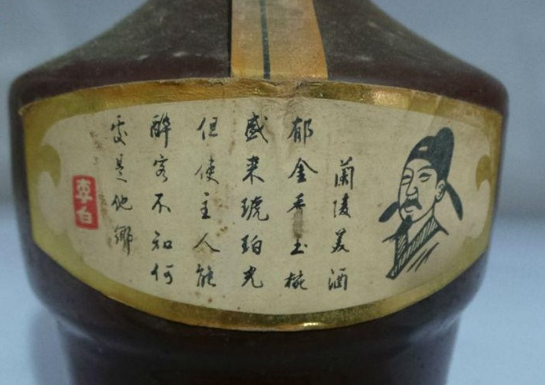 蘭陵美酒
郁金香玉椀
盛来琥珀光
但使主人能
醉客不知何
處是他鄉
李白